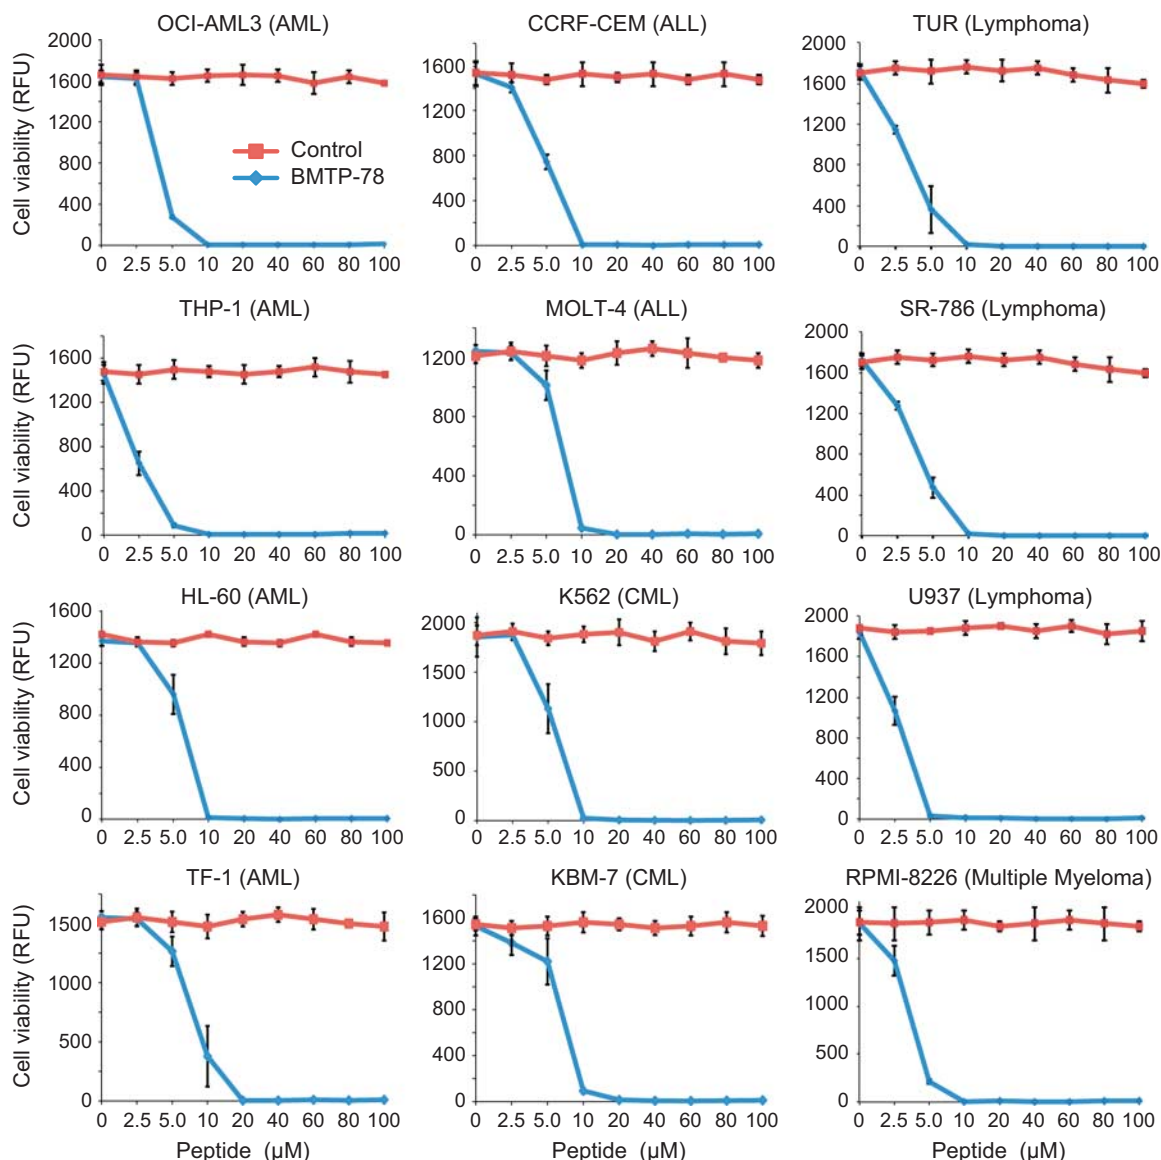 OCI-AML3 (AML)
Cell viability (RFU)
2000
1600
1200
800
400
0
0 2.5 5.0 10 20 40 60 80 100
Control
BMTP-78
CCRF-CEM (ALL)
1600
1200
800
400
0
0 2.5 5.0 10 20 40 60 80 100
TUR (Lymphoma)
2000
1600
1200
800
400
0
0 2.5 5.0 10 20 40 60 80 100
THP-1 (AML)
Cell viability (RFU)
1600
1200
800
400
0
0 2.5 5.0 10 20 40 60 80 100
MOLT-4 (ALL)
1200
800
400
0
0 2.5 5.0 10 20 40 60 80 100
SR-786 (Lymphoma)
2000
1600
1200
800
400
0
0 2.5 5.0 10 20 40 60 80 100
HL-60 (AML)
Cell viability (RFU)
1600
1200
800
400
0
0 2.5 5.0 10 20 40 60 80 100
K562 (CML)
2000
1500
1000
500
0
0 2.5 5.0 10 20 40 60 80 100
U937 (Lymphoma)
2000
1600
1200
800
400
0
0 2.5 5.0 10 20 40 60 80 100
TF-1 (AML)
Cell viability (RFU)
1500
1000
500
0
0 2.5 5.0 10 20 40 60 80 100
Peptide (µM)
KBM-7 (CML)
1600
1200
800
400
0
0 2.5 5.0 10 20 40 60 80 100
Peptide (µM)
RPMI-8226 (Multiple Myeloma)
2000
1500
1000
500
0
0 2.5 5.0 10 20 40 60 80 100
Peptide (µM)